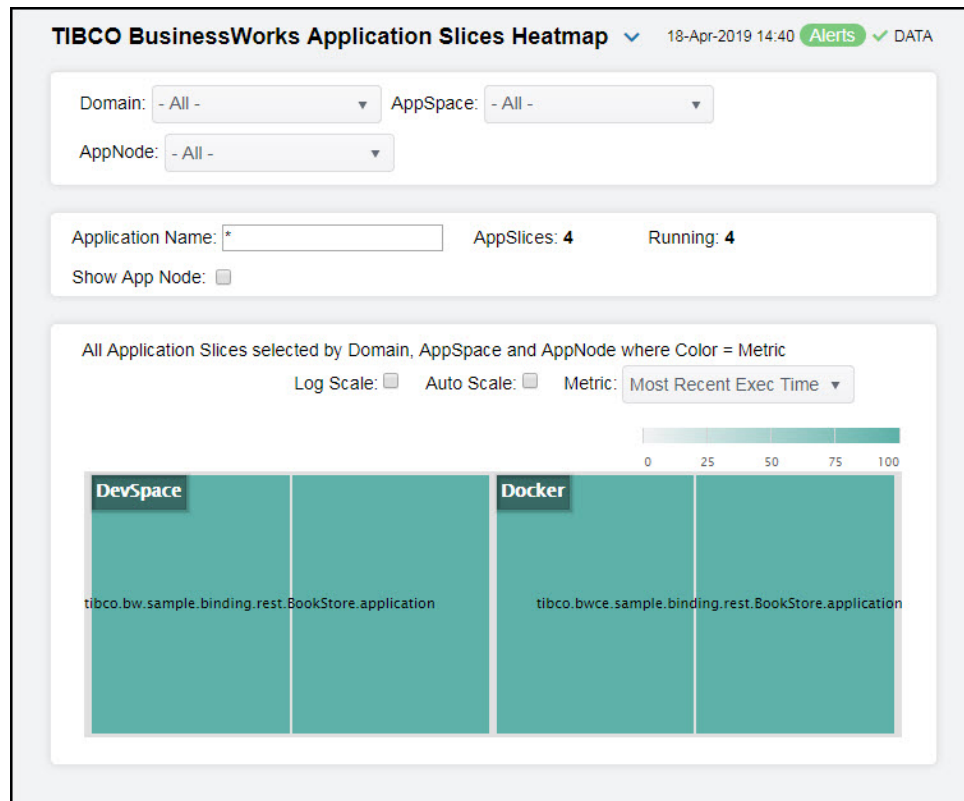 TIBCO BusinessWorks Application Slices Heatmap 18-Apr-2019 14:40 Alerts DATA
Domain: - All - AppSpace: - All -
AppNode: - All -
Application Name: * AppSlices: 4 Running: 4
Show App Node:
All Application Slices selected by Domain, AppSpace and AppNode where Color = Metric
Log Scale: Auto Scale: Metric: Most Recent Exec Time
0 25 50 75 100
DevSpace Docker
tibco.bw.sample.binding.rest.BookStore.application tibco.bwce.sample.binding.rest.BookStore.application